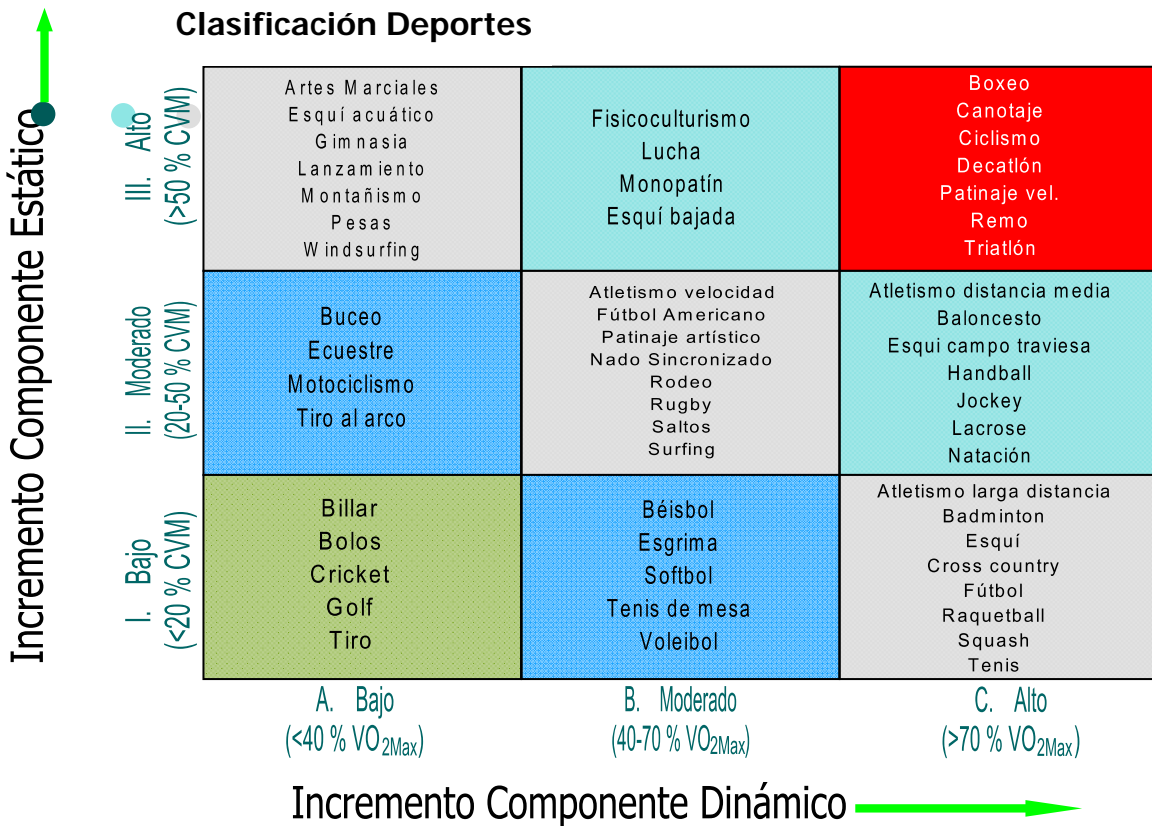 Clasificación Deportes
Incremento Componente Estático
III. Alto
(>50 % CVM)
Artes Marciales
Esquí acuático
Gimnasia
Lanzamiento
Montañismo
Pesas
Windsurfing
Fisicoculturismo
Lucha
Monopatín
Esquí bajada
Boxeo
Canotaje
Ciclismo
Decatlón
Patinaje vel.
Remo
Triatlón
II. Moderado
(20-50 % CVM)
Buceo
Ecuestre
Motociclismo
Tiro al arco
Atletismo velocidad
Fútbol Americano
Patinaje artístico
Nado Sincronizado
Rodeo
Rugby
Saltos
Surfing
Atletismo distancia media
Baloncesto
Esqui campo traviesa
Handball
Jockey
Lacrose
Natación
I. Bajo
(<20 % CVM)
Billar
Bolos
Cricket
Golf
Tiro
Béisbol
Esgrima
Softbol
Tenis de mesa
Voleibol
Atletismo larga distancia
Badminton
Esquí
Cross country
Fútbol
Raquetball
Squash
Tenis
A. Bajo
(<40 % VO2Max)
B. Moderado
(40-70 % VO2Max)
C. Alto
(>70 % VO2Max)
Incremento Componente Dinámico